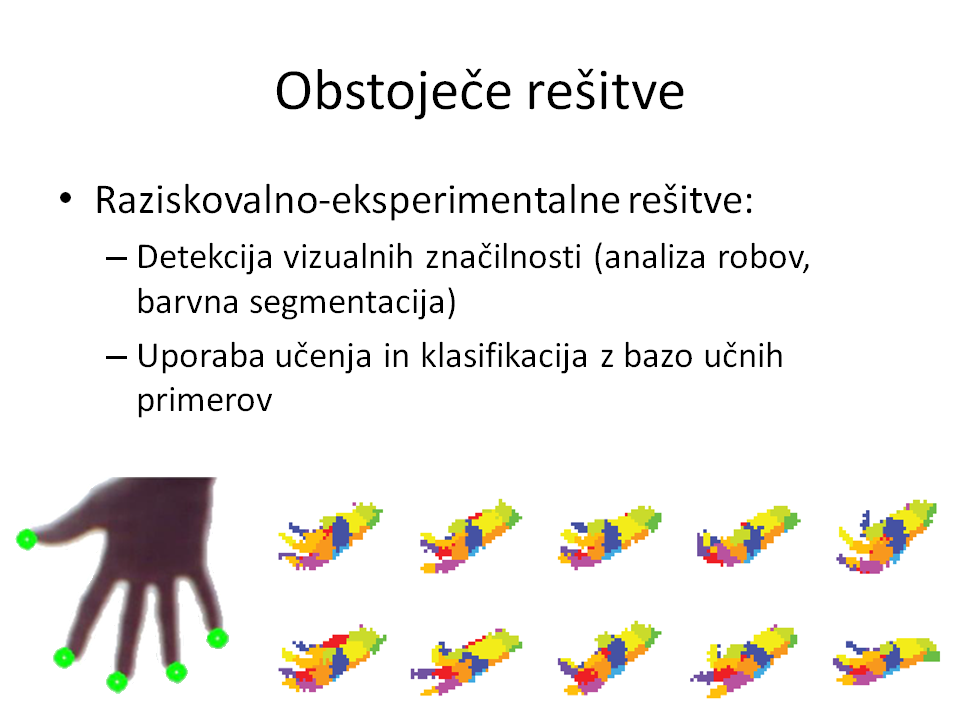 Obstoječe rešitve
• Raziskovalno-eksperimentalne rešitve:
– Detekcija vizualnih značilnosti (analiza robov,
barvna segmentacija)
– Uporaba učenja in klasifikacija z bazo učnih
primerov